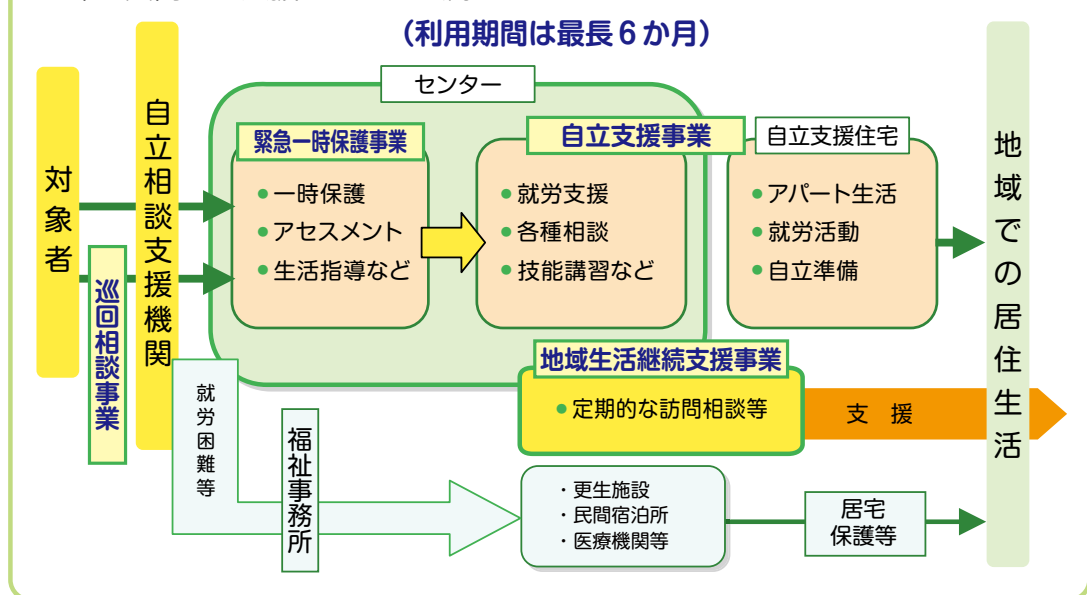 （利用期間は最長６か月）
センター
対象者
巡回相談事業
自立相談支援機関
緊急一時保護事業
●一時保護
●アセスメント
●生活指導など
自立支援事業
●就労支援
●各種相談
●技能講習など
自立支援住宅
●アパート生活
●就労活動
●自立準備
地域生活継続支援事業
●定期的な訪問相談等
支　援
地域での居住生活
就労困難等
福祉事務所
・更生施設
・民間宿泊所
・医療機関等
居宅
保護等